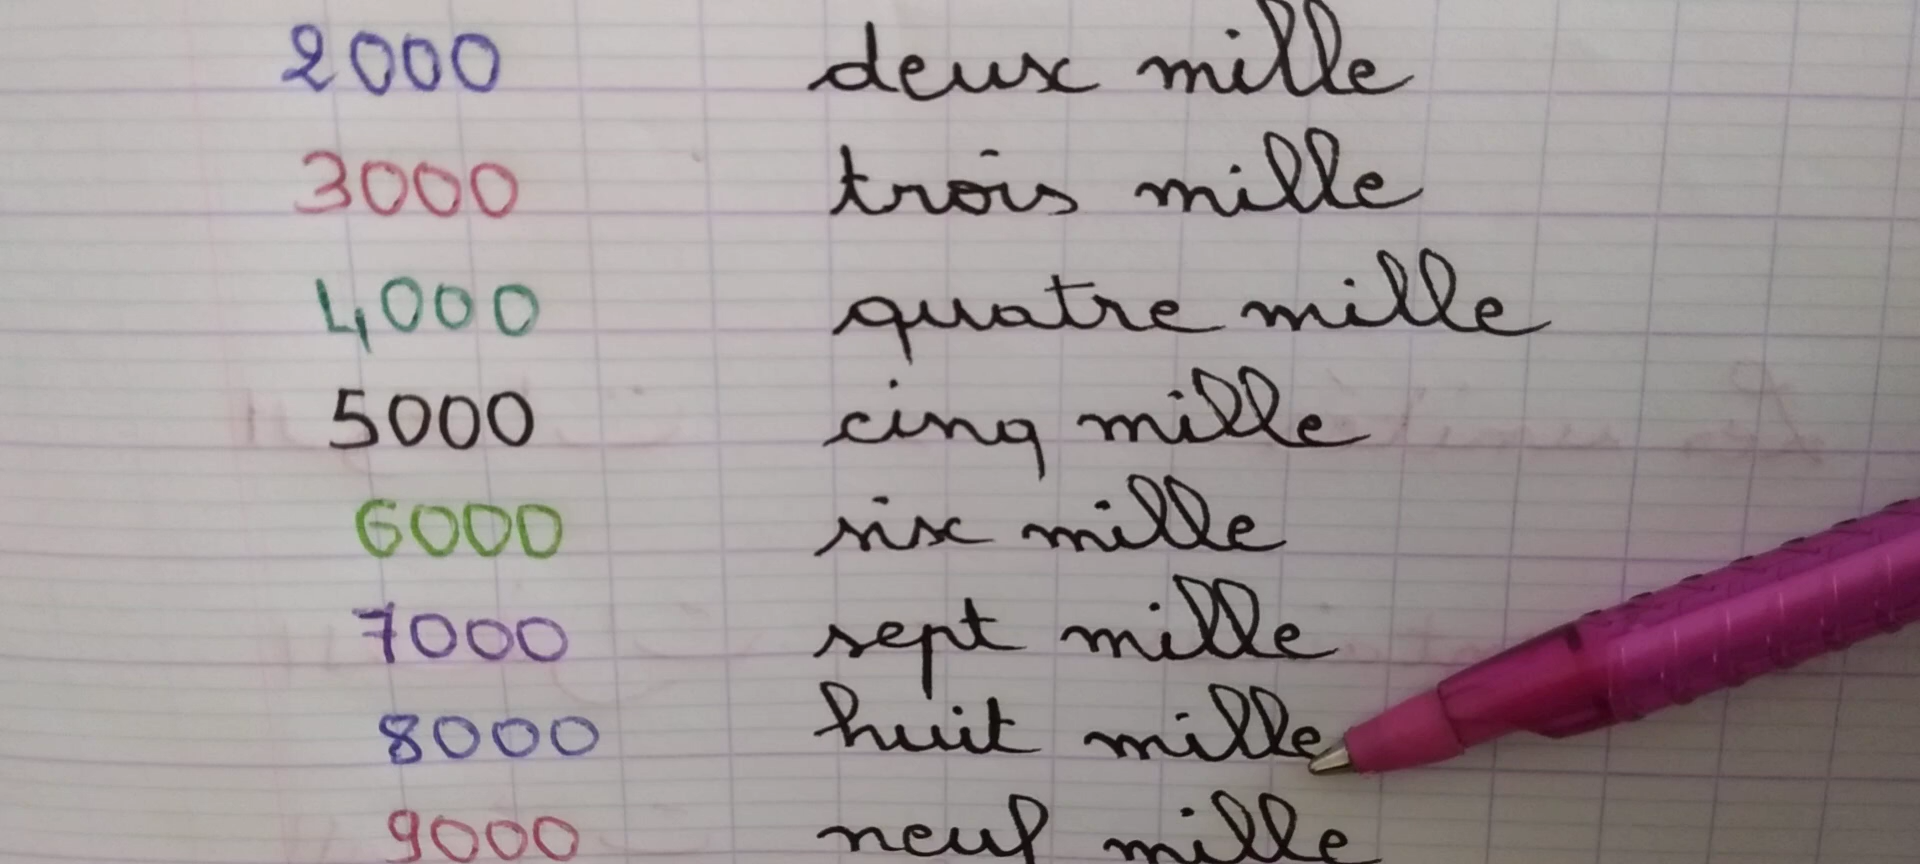 2000 deux mille
3000 trois mille
4000 quatre mille
5000 cinq mille
6000 six mille
7000 sept mille
8000 huit mille
9000 neuf mille